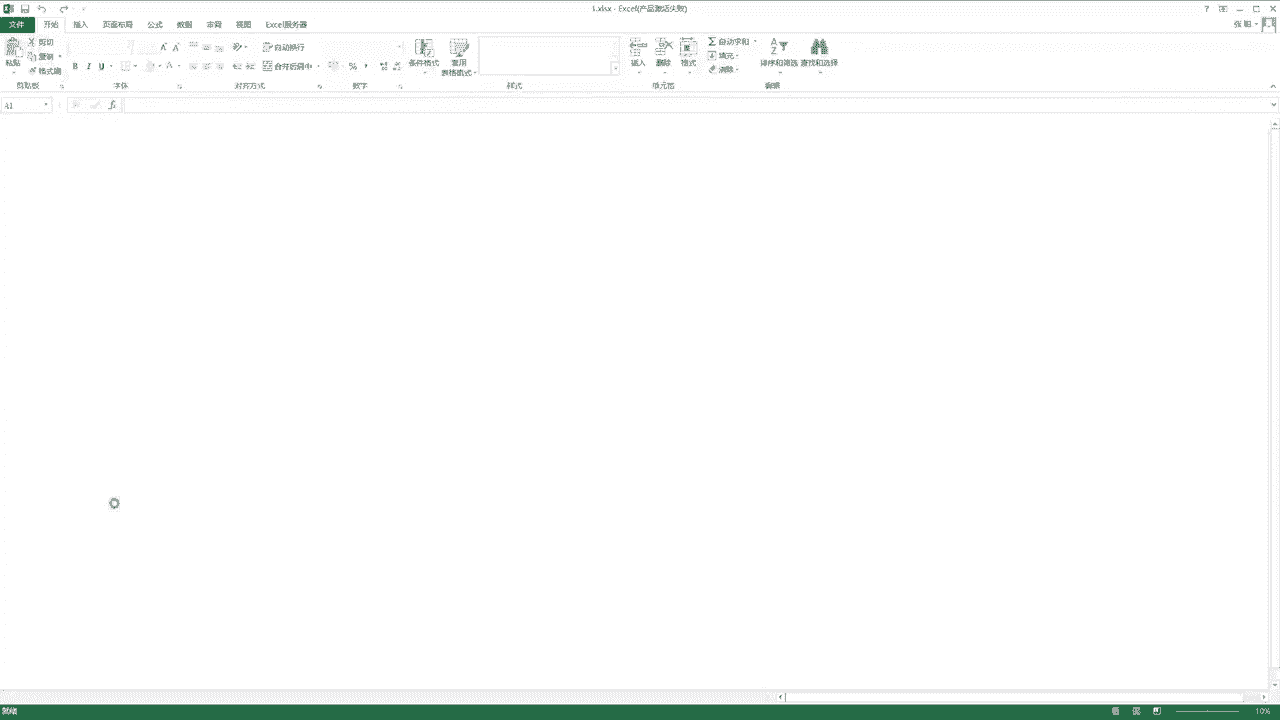 .xlsx - Excel(产品激活失败)
文件 开始 插入 页面布局 公式 数据 审阅 视图 Excel服务器
剪切
复制
格式刷
粘贴
自动换行
合并后居中
B I U
%
条件格式
套用
表格格式
插入 删除 格式
自动求和
填充
清除
排序和筛选 查找和选择
剪贴板 字体 对齐方式 数字 样式 单元格 编辑
A1
fx
就绪
10%